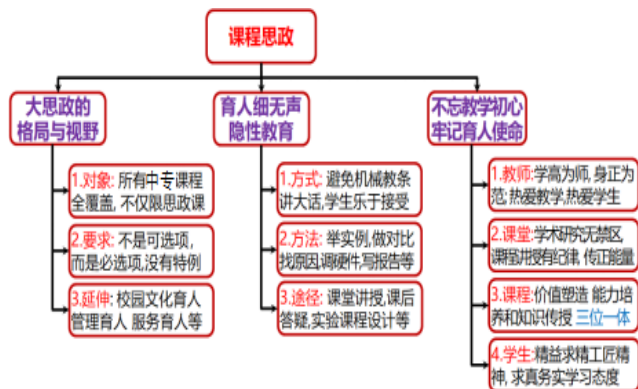 课程思政
大思政的
格局与视野
1.对象: 所有中专课程
全覆盖, 不仅限思政课
2.要求: 不是可选项,
而是必选项,没有特例
3.延伸: 校园文化育人
管理育人 服务育人等
育人细无声
隐性教育
1.方式: 避免机械教条
讲大话,学生乐于接受
2.方法: 举实例,做对比
找原因,调硬件,写报告等
3.途径: 课堂讲授,课后
答疑,实验课程设计等
不忘教学初心
牢记育人使命
1.教师:学高为师, 身正为
范; 热爱教学,热爱学生
2.课堂:学术研究无禁区
课程讲授有纪律, 传正能量
3.课程:价值塑造 能力培
养和知识传授 三位一体
4.学生:精益求精工匠精
神, 求真务实学习态度